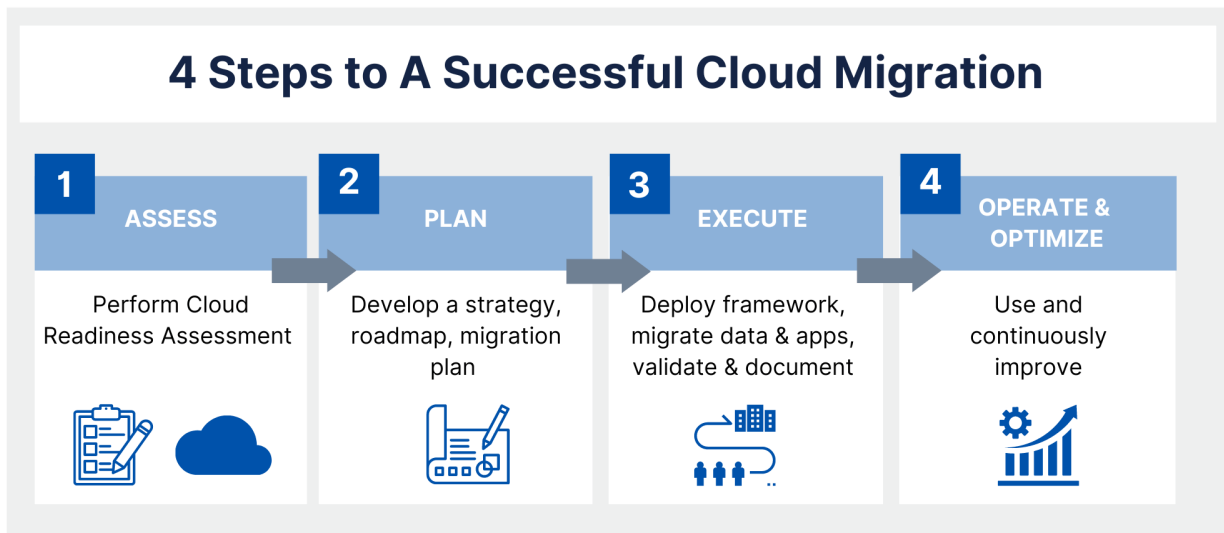 4 Steps to A Successful Cloud Migration
1
ASSESS
Perform Cloud
Readiness Assessment
2
PLAN
Develop a strategy,
roadmap, migration
plan
3
EXECUTE
Deploy framework,
migrate data & apps,
validate & document
4
OPERATE &
OPTIMIZE
Use and
continuously
improve